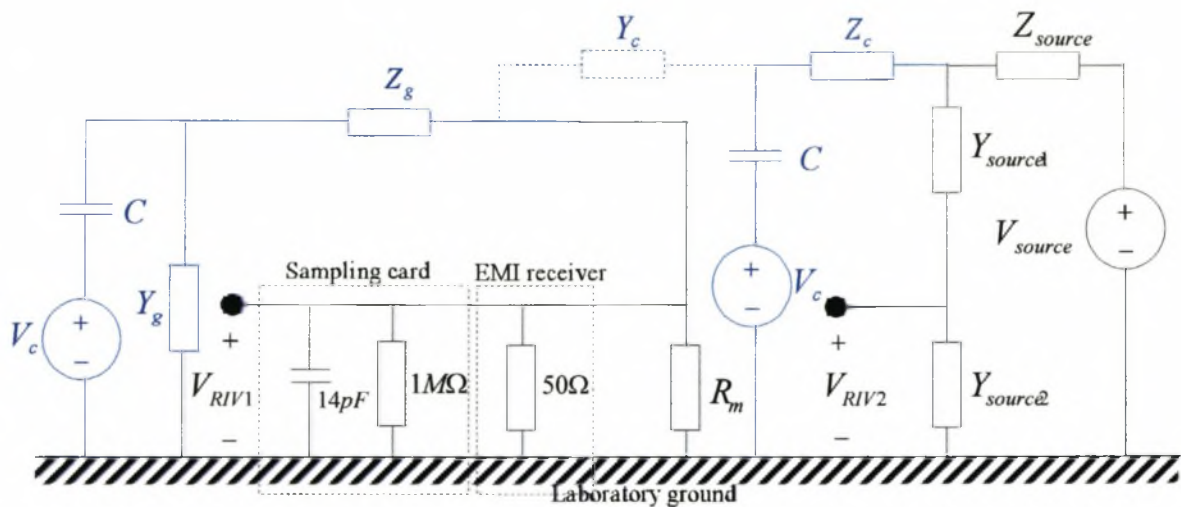 Y_c
Z_c
Z_source
Z_g
C
C
Y_source1
V_source
+
−
Sampling card
EMI receiver
Y_g
V_c
+
−
+
−
V_c
+
V_RIV1
−
14pF
1MΩ
50Ω
R_m
+
V_RIV2
−
Y_source2
Laboratory ground